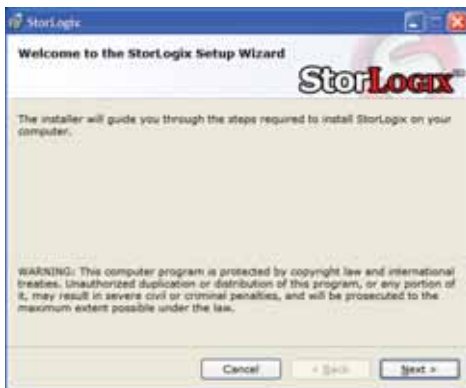 StorLogix
Welcome to the StorLogix Setup Wizard
StorLogix™
The installer will guide you through the steps required to install StorLogix on your
computer.
WARNING: This computer program is protected by copyright law and international
treaties. Unauthorized duplication or distribution of this program, or any portion of
it, may result in severe civil or criminal penalties, and will be prosecuted to the
maximum extent possible under the law.
Cancel
< Back
Next >